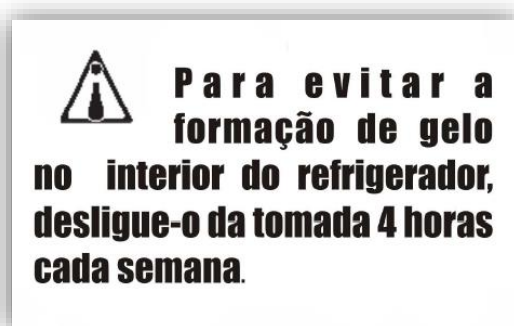 Para evitar a
formação de gelo
no interior do refrigerador,
desligue-o da tomada 4 horas
cada semana.